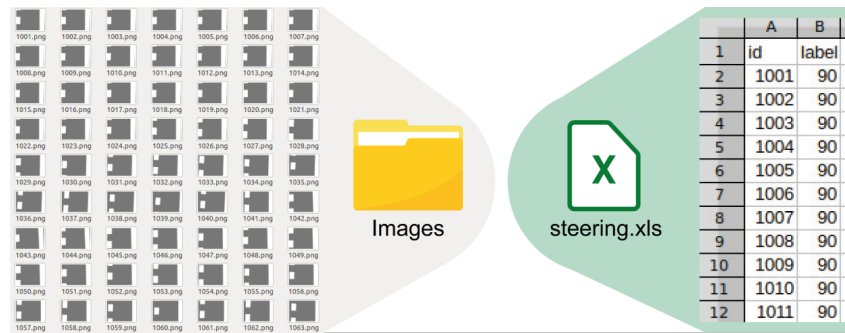 1001.png 1002.png 1003.png 1004.png 1005.png 1006.png 1007.png
1008.png 1009.png 1010.png 1011.png 1012.png 1013.png 1014.png
1015.png 1016.png 1017.png 1018.png 1019.png 1020.png 1021.png
1022.png 1023.png 1024.png 1025.png 1026.png 1027.png 1028.png
1029.png 1030.png 1031.png 1032.png 1033.png 1034.png 1035.png
1036.png 1037.png 1038.png 1039.png 1040.png 1041.png 1042.png
1043.png 1044.png 1045.png 1046.png 1047.png 1048.png 1049.png
1050.png 1051.png 1052.png 1053.png 1054.png 1055.png 1056.png
1057.png 1058.png 1059.png 1060.png 1061.png 1062.png 1063.png
Images
X
steering.xls
A B
1 id label
2 1001 90
3 1002 90
4 1003 90
5 1004 90
6 1005 90
7 1006 90
8 1007 90
9 1008 90
10 1009 90
11 1010 90
12 1011 90